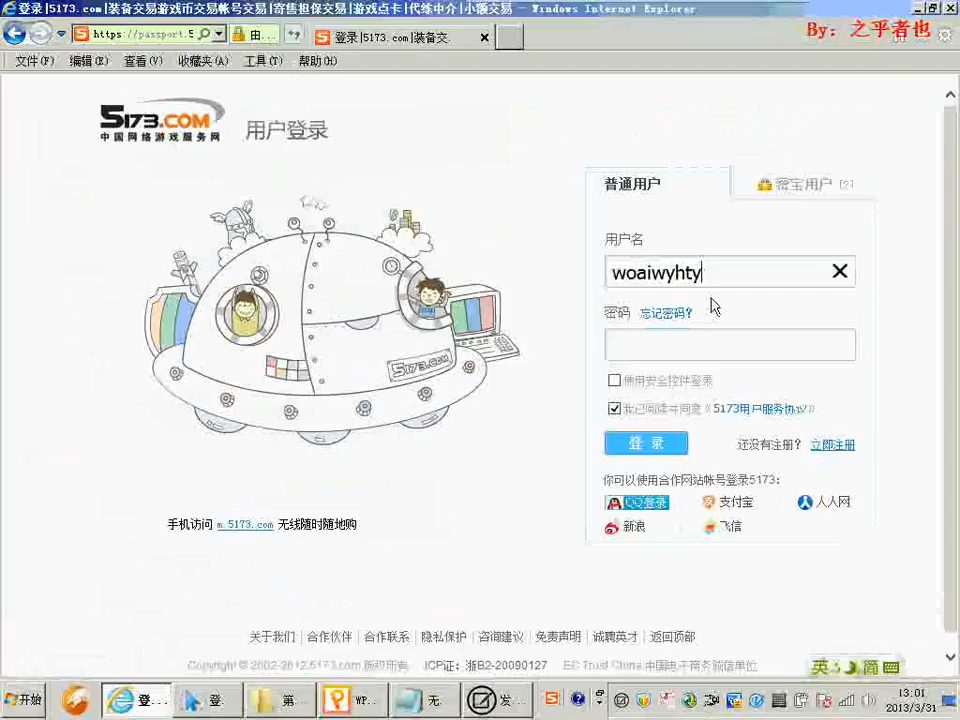 登录|5173.com|装备交易游戏币交易帐号交易|寄售担保交易|游戏点卡|代练中介|小额交易 - Windows Internet Explorer
https://passport.5
由...
登录|5173.com|装备交.
By：之乎者也
文件(F) 编辑(E) 查看(V) 收藏夹(A) 工具(T) 帮助(H)
5173.COM
中国网络游戏服务网
用户登录
普通用户
密宝用户 [?]
用户名
woaiwyhty
密码 忘记密码?
使用安全控件登录
我已阅读并同意《5173用户服务协议》
登 录
还没有注册? 立即注册
你可以使用合作网站帐号登录5173:
QQ登录 支付宝 人人网
新浪 飞信
5173.COM
手机访问 m.5173.com 无线随时随地购
关于我们 | 合作伙伴 | 合作联系 | 隐私保护 | 咨询建议 | 免责声明 | 诚聘英才 | 返回顶部
Copyright © 2002-2012 5173.com 版权所有 ICP证：浙B2-20090127 EC Trust China 中国电子商务诚信单位
英 简
开始 登... 登. 第. WP... 无. 发.
13:01
2013/3/31